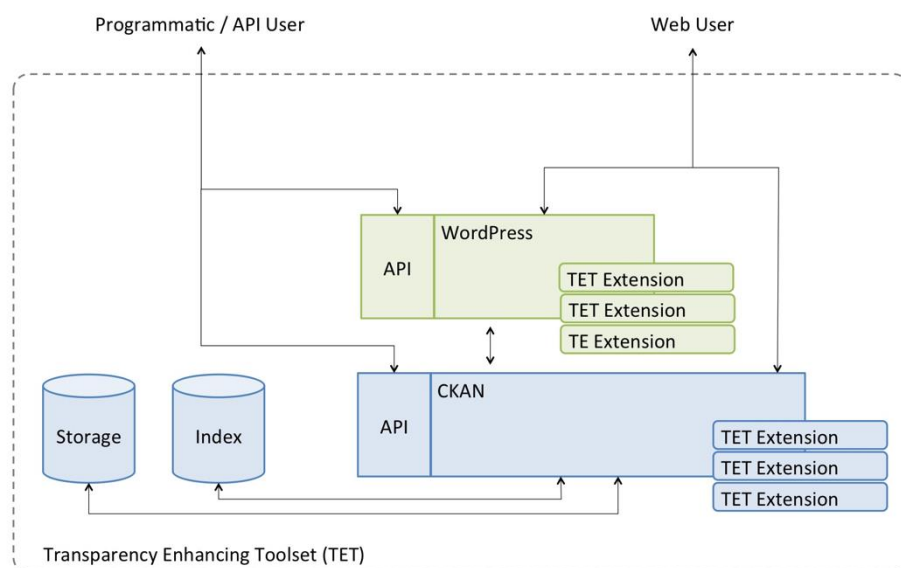 Programmatic / API User
Web User
WordPress
API
TET Extension
TET Extension
TE Extension
CKAN
API
Storage
Index
TET Extension
TET Extension
TET Extension
Transparency Enhancing Toolset (TET)